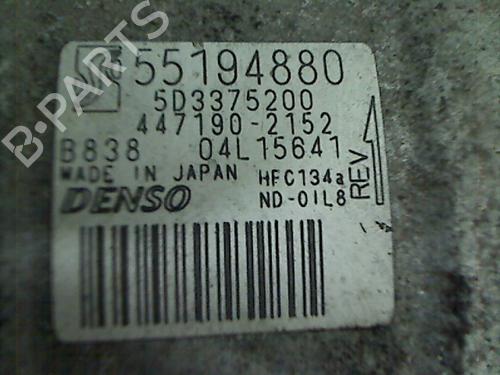 55194880
5D3375200
447190-2152
B838 04L15641
MADE IN JAPAN HFC134a
DENSO ND-OIL8
REV
B-PARTS